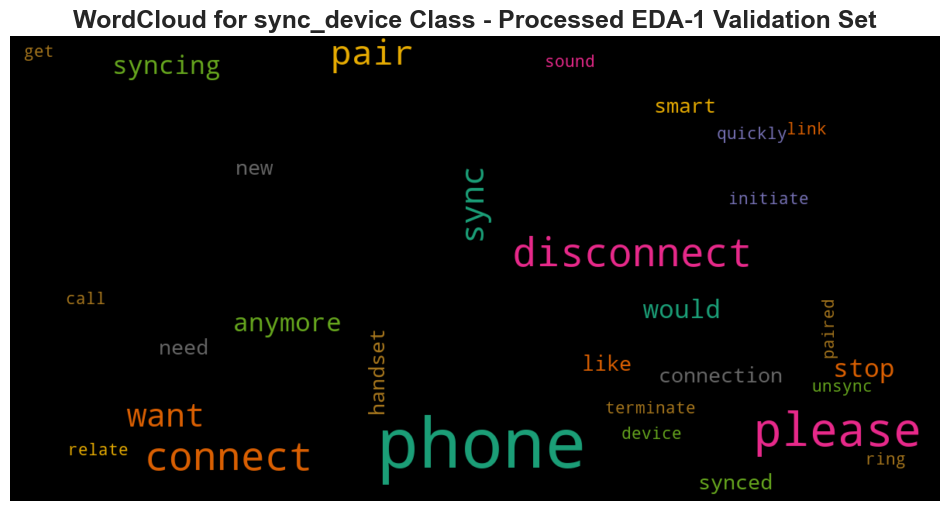 WordCloud for sync_device Class - Processed EDA-1 Validation Set
get
syncing
pair
sound
smart
quickly
link
new
sync
initiate
disconnect
call
anymore
would
paired
need
handset
like
connection
stop
unsync
want
terminate
please
relate
connect
phone
device
ring
synced